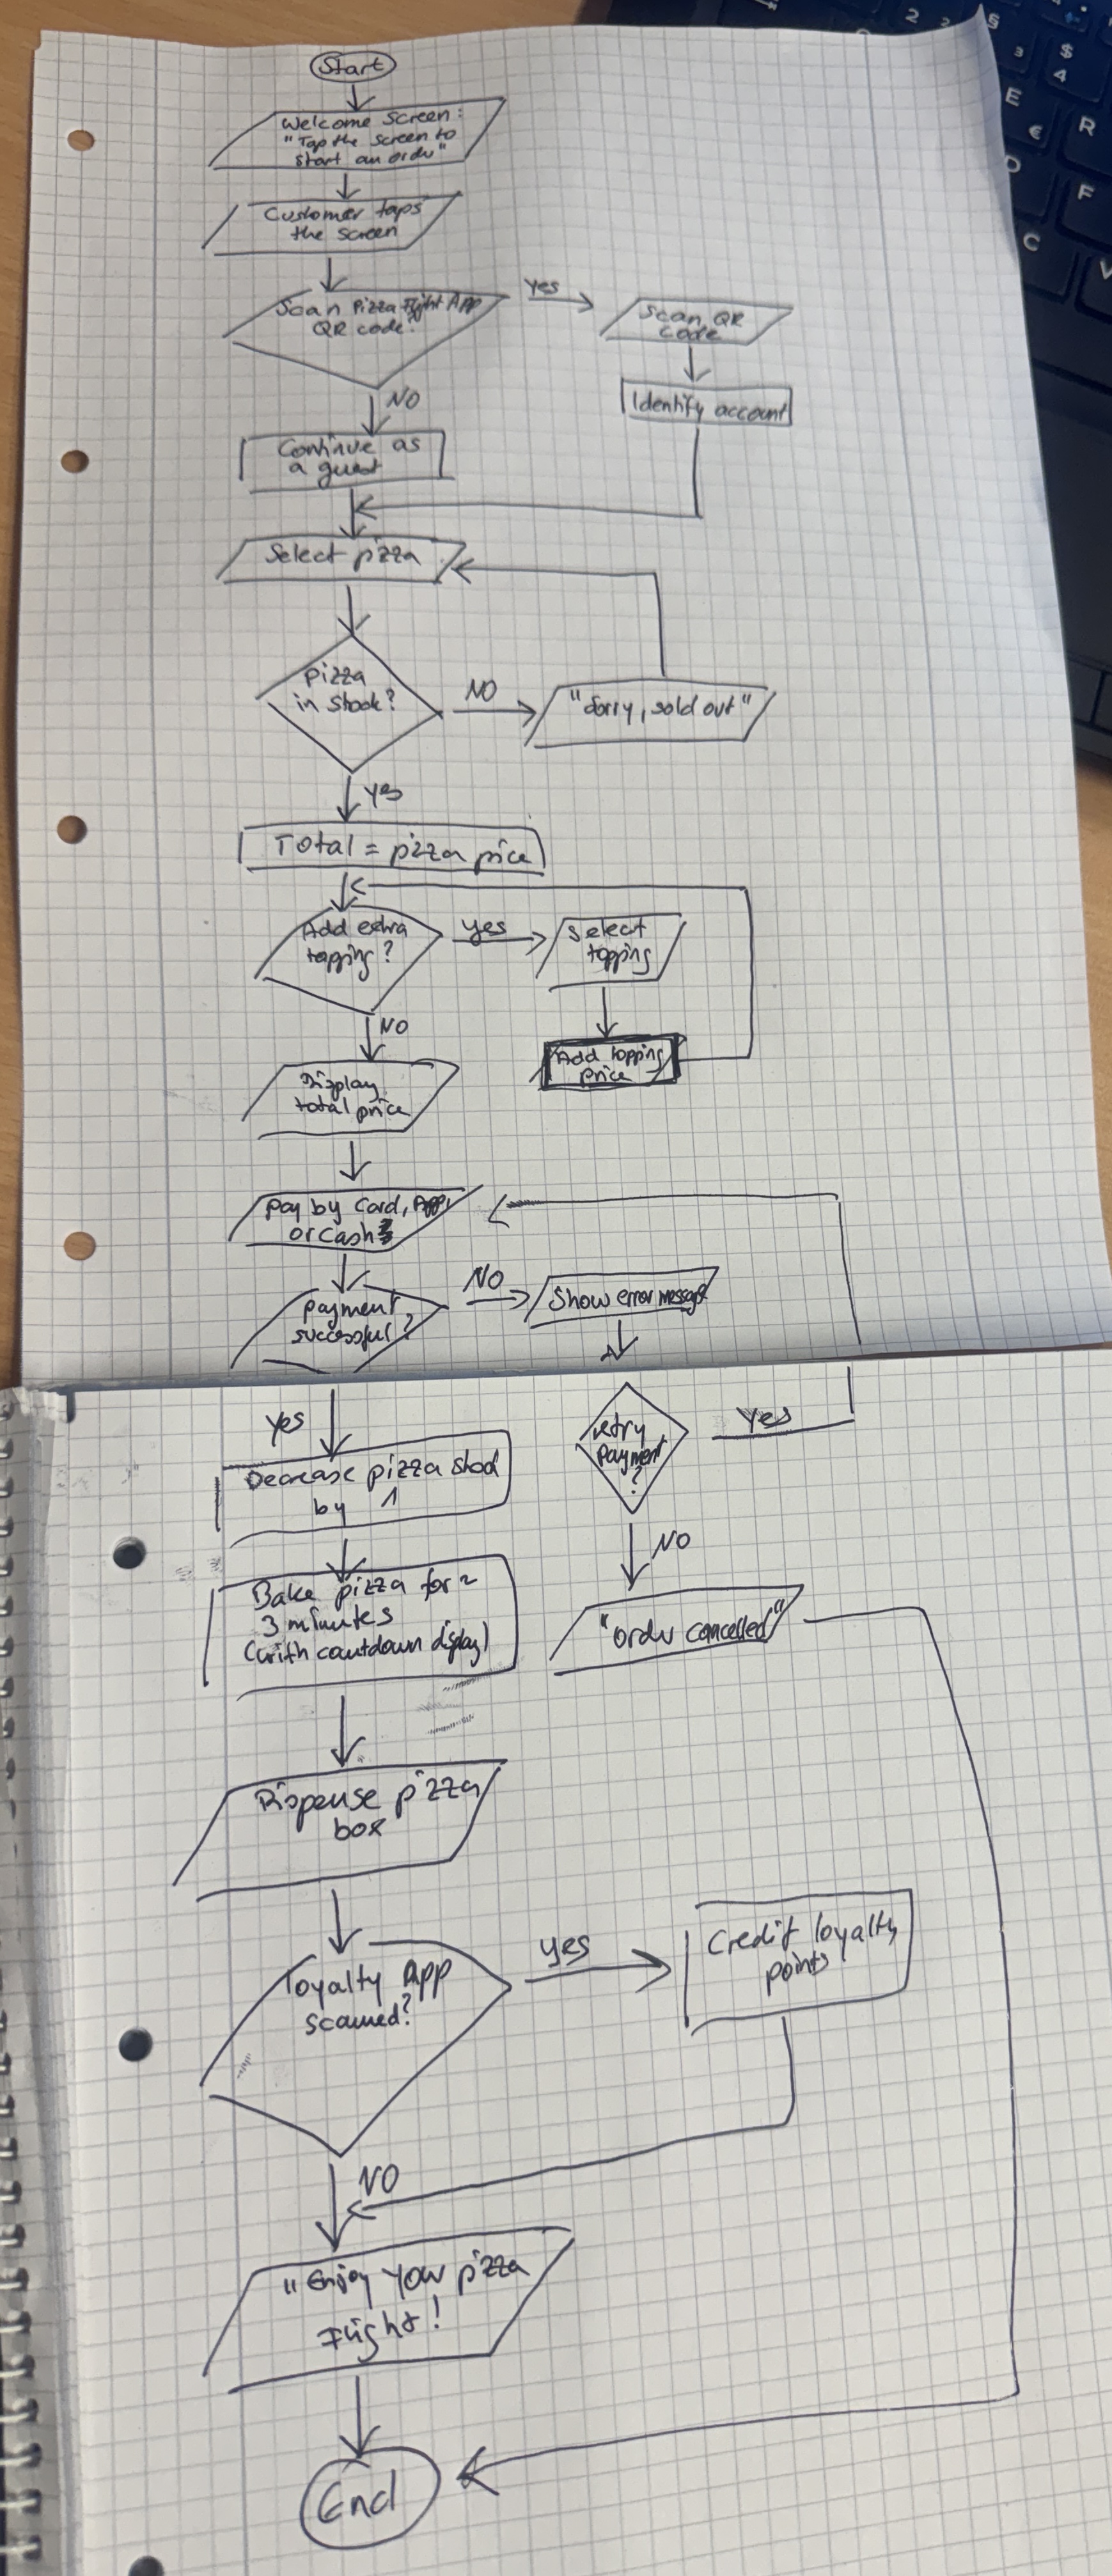 Start
Welcome Screen:
"Tap the screen to
start an order"
Customer taps
the screen
Scan Pizza Flight App
QR code?
yes
Scan QR
code
Identify account
NO
Continue as
a guest
Select pizza
pizza
in stock?
NO
"Sorry, sold out"
yes
Total = pizza price
Add extra
topping?
yes
Select
topping
Add topping
price
NO
Display
total price
pay by Card, App,
or Cash
payment
successful?
NO
Show error message
yes
retry
payment
?
yes
Decrease pizza stock
by 1
NO
Bake pizza for ~
3 minutes
(with countdown display)
"order cancelled"
Dispense pizza
box
loyalty App
scanned?
yes
Credit loyalty
points
NO
"Enjoy your pizza
Flight!
End
2
3
§
3
$
4
E
€
R
D
F
C
V